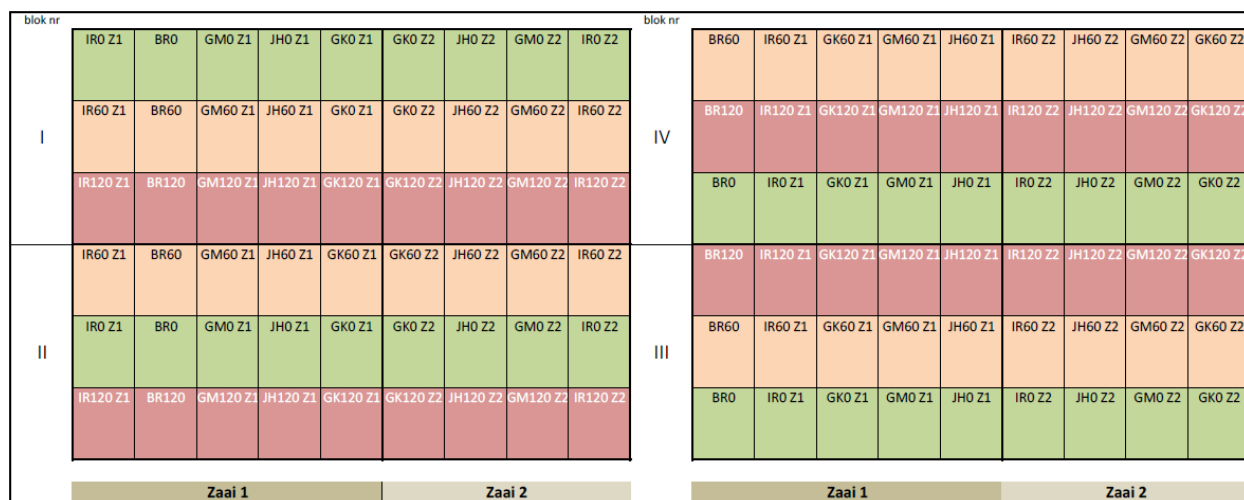 blok nr blok nr
IR0 Z1 BR0 GM0 Z1 JH0 Z1 GK0 Z1 GK0 Z2 JH0 Z2 GM0 Z2 IR0 Z2 BR60 IR60 Z1 GK60 Z1 GM60 Z1 JH60 Z1 IR60 Z2 JH60 Z2 GM60 Z2 GK60 Z2
I IR60 Z1 BR60 GM60 Z1 JH60 Z1 GK0 Z1 GK0 Z2 JH60 Z2 GM60 Z2 IR60 Z2 IV BR120 IR120 Z1 GK120 Z1 GM120 Z1 JH120 Z1 IR120 Z2 JH120 Z2 GM120 Z2 GK120 Z2
IR120 Z1 BR120 GM120 Z1 JH120 Z1 GK120 Z1 GK120 Z2 JH120 Z2 GM120 Z2 IR120 Z2 BR0 IR0 Z1 GK0 Z1 GM0 Z1 JH0 Z1 IR0 Z2 JH0 Z2 GM0 Z2 GK0 Z2
IR60 Z1 BR60 GM60 Z1 JH60 Z1 GK60 Z1 GK60 Z2 JH60 Z2 GM60 Z2 IR60 Z2 BR120 IR120 Z1 GK120 Z1 GM120 Z1 JH120 Z1 IR120 Z2 JH120 Z2 GM120 Z2 GK120 Z2
II IR0 Z1 BR0 GM0 Z1 JH0 Z1 GK0 Z1 GK0 Z2 JH0 Z2 GM0 Z2 IR0 Z2 III BR60 IR60 Z1 GK60 Z1 GM60 Z1 JH60 Z1 IR60 Z2 JH60 Z2 GM60 Z2 GK60 Z2
IR120 Z1 BR120 GM120 Z1 JH120 Z1 GK120 Z1 GK120 Z2 JH120 Z2 GM120 Z2 IR120 Z2 BR0 IR0 Z1 GK0 Z1 GM0 Z1 JH0 Z1 IR0 Z2 JH0 Z2 GM0 Z2 GK0 Z2
Zaai 1 Zaai 2 Zaai 1 Zaai 2